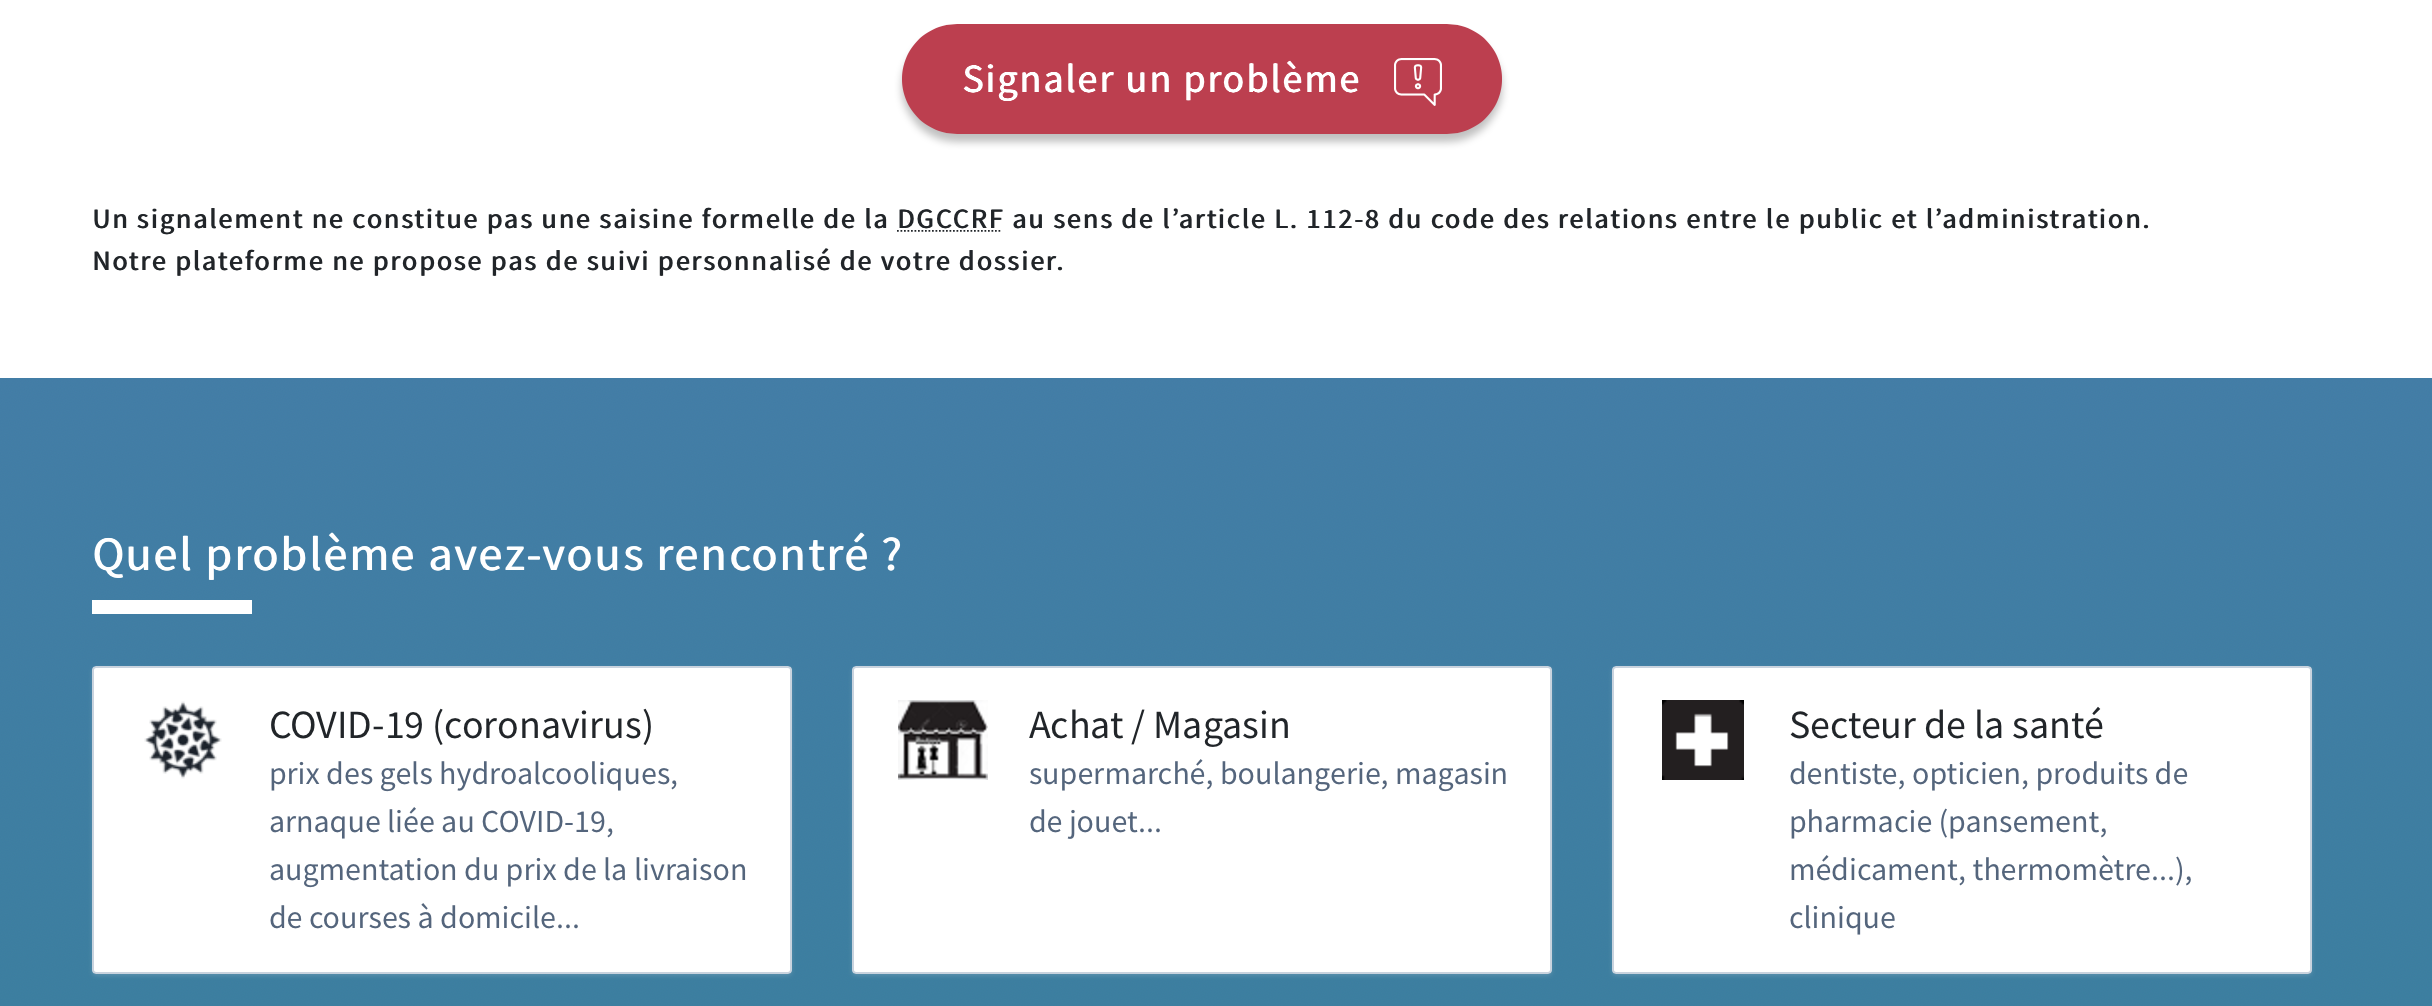 Signaler un problème
Un signalement ne constitue pas une saisine formelle de la DGCCRF au sens de l’article L. 112-8 du code des relations entre le public et l’administration.
Notre plateforme ne propose pas de suivi personnalisé de votre dossier.
Quel problème avez-vous rencontré ?
COVID-19 (coronavirus)
prix des gels hydroalcooliques,
arnaque liée au COVID-19,
augmentation du prix de la livraison
de courses à domicile...
Achat / Magasin
supermarché, boulangerie, magasin
de jouet...
Secteur de la santé
dentiste, opticien, produits de
pharmacie (pansement,
médicament, thermomètre...),
clinique